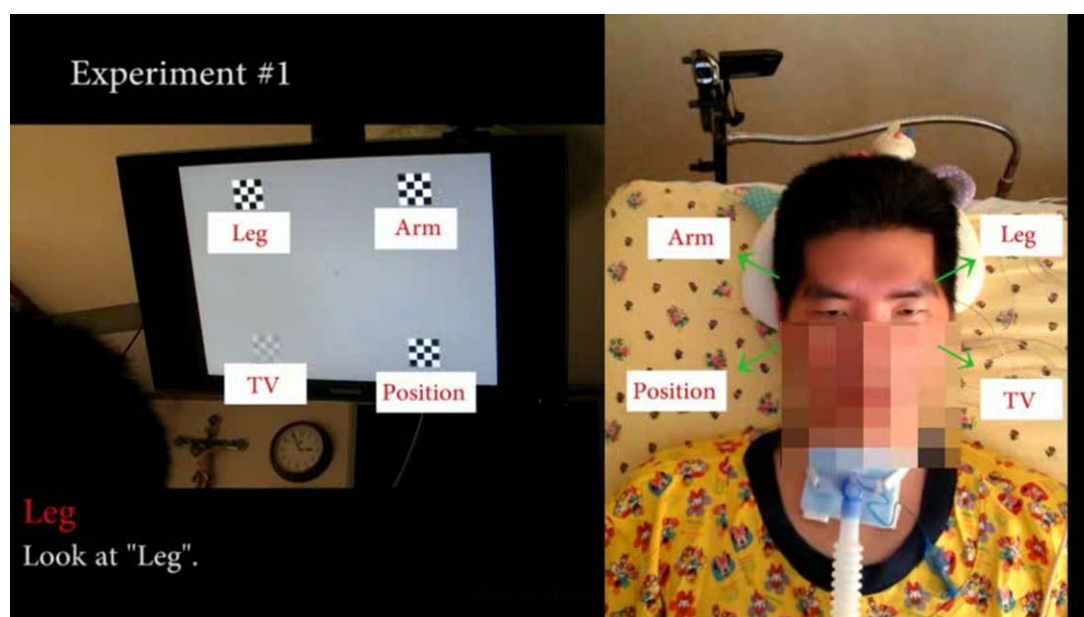 Experiment #1
Leg
Arm
TV
Position
Leg
Look at "Leg".
Arm
Leg
Position
TV